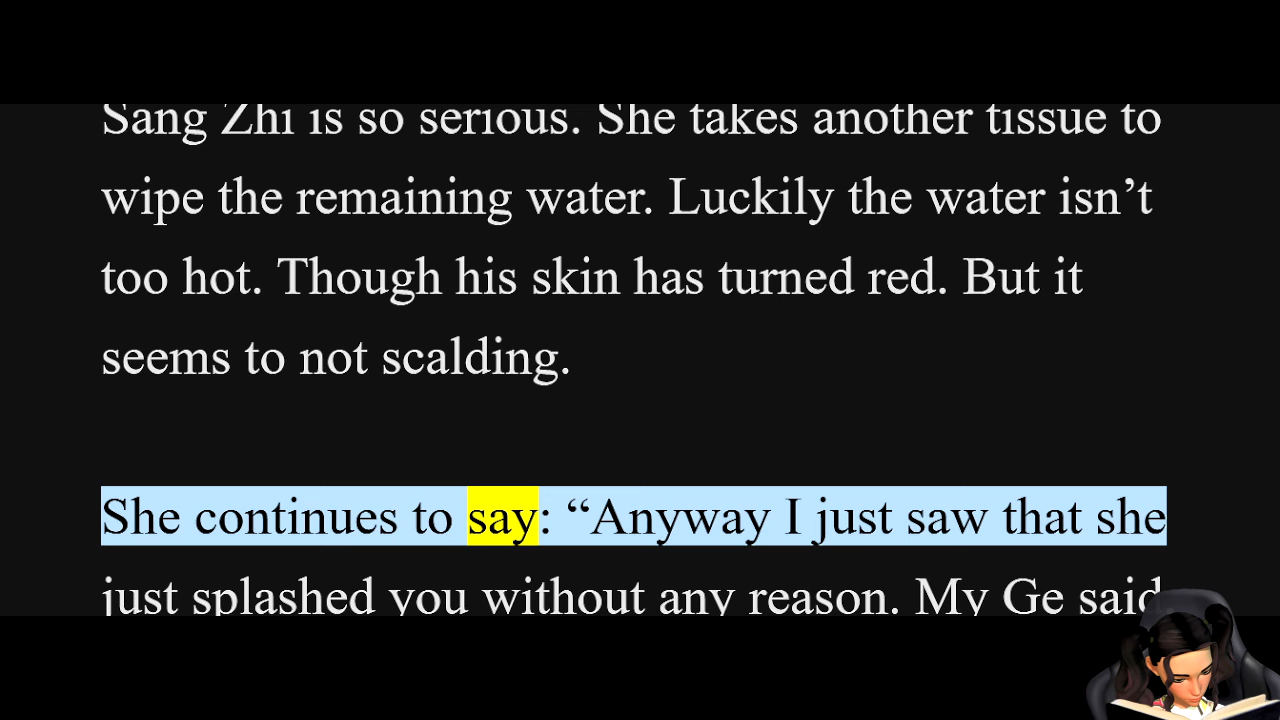 Sang Zhi is so serious. She takes another tissue to
wipe the remaining water. Luckily the water isn’t
too hot. Though his skin has turned red. But it
seems to not scalding.
She continues to say: “Anyway I just saw that she
just splashed you without any reason. My Ge said